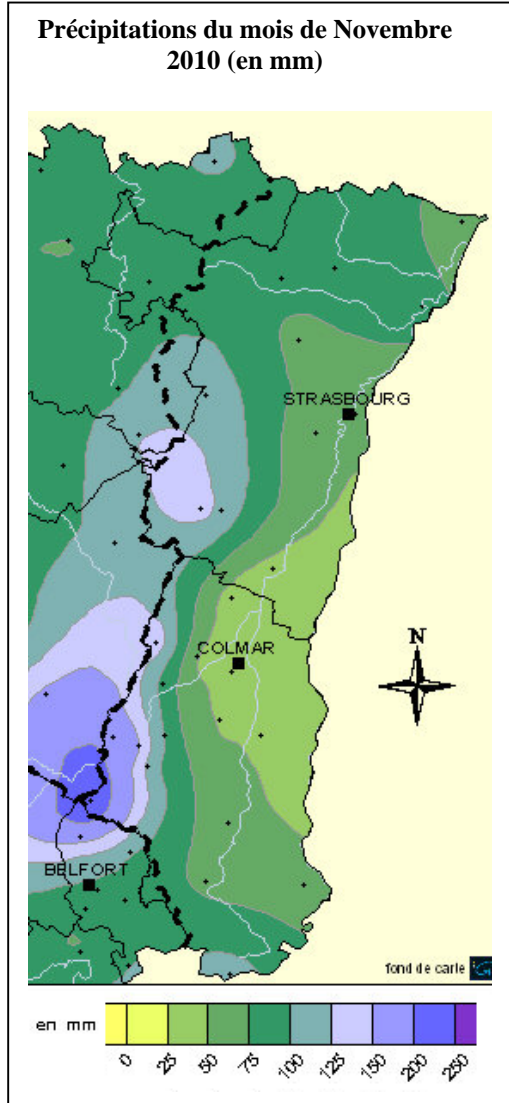 Précipitations du mois de Novembre
2010 (en mm)
STRASBOURG
COLMAR
N
BELFORT
fond de carte
en mm
0 25 50 75 100 125 150 200 250